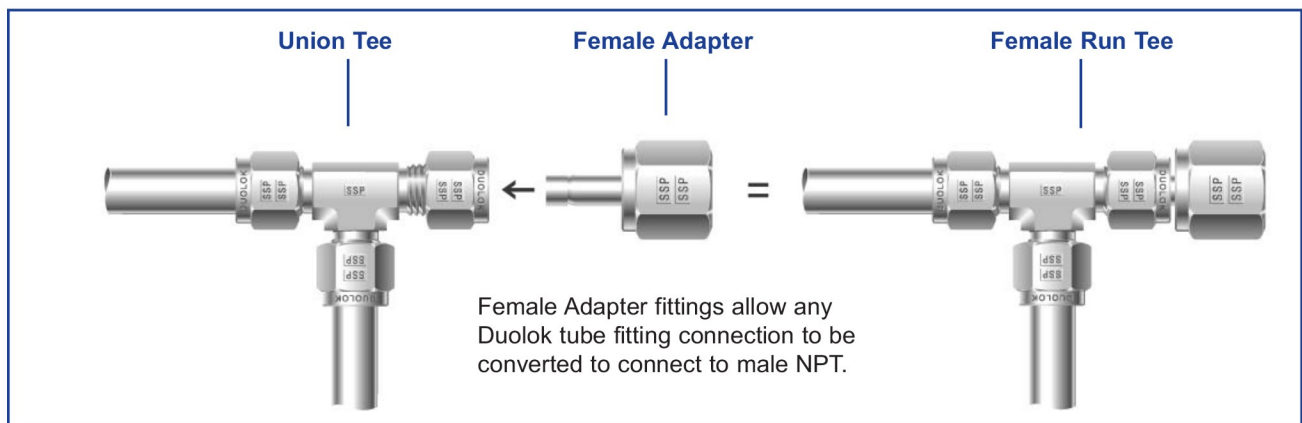 Union Tee
Female Adapter
Female Run Tee
DUOLOK
SSP
SSP
SSP
SSP
SSP
DUOLOK
SSP
SSP
DUOLOK
SSP
SSP
=
DUOLOK
SSP
SSP
SSP
SSP
SSP
DUOLOK
SSP
SSP
SSP
SSP
DUOLOK
Female Adapter fittings allow any
Duolok tube fitting connection to be
converted to connect to male NPT.